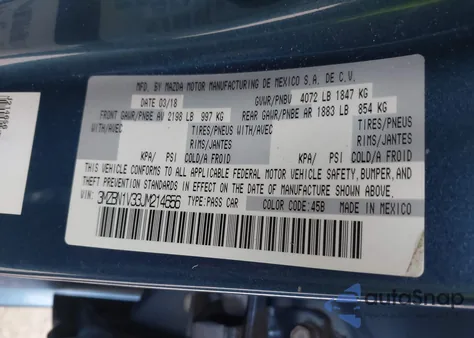 MFD. BY MAZDA MOTOR MANUFACTURING DE MEXICO S.A. DE C.V.
DATE 03/18 GVWR/PNBV 4072 LB 1847 KG
FRONT GAWR/PNBE AV 2198 LB 997 KG REAR GAWR/PNBE AR 1883 LB 854 KG
WITH/AVEC TIRES/PNEUS WITH/AVEC TIRES/PNEUS
RIMS/JANTES RIMS/JANTES
KPA/ PSI COLD/A FROID KPA/ PSI COLD/A FROID
THIS VEHICLE CONFORMS TO ALL APPLICABLE FEDERAL MOTOR VEHICLE SAFETY, BUMPER, AND
THEFT PREVENTION STANDARDS IN EFFECT ON THE DATE OF MANUFACTURE SHOWN ABOVE.
VIN: 3MZBN1V33JM214656 TYPE:PASS CAR COLOR CODE:45B MADE IN MEXICO
autoSnap